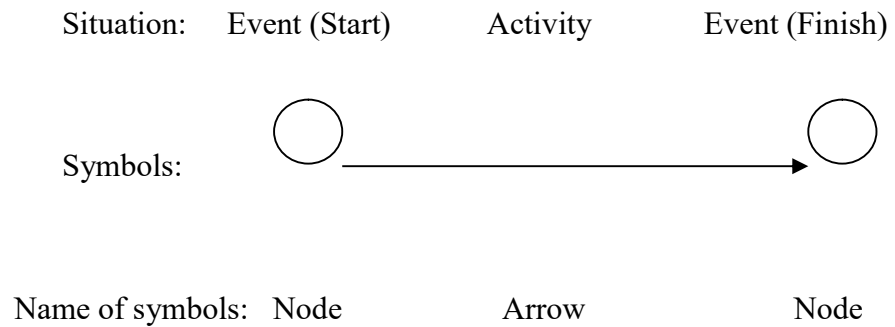 Situation: Event (Start) Activity Event (Finish)
Symbols:
Name of symbols: Node Arrow Node